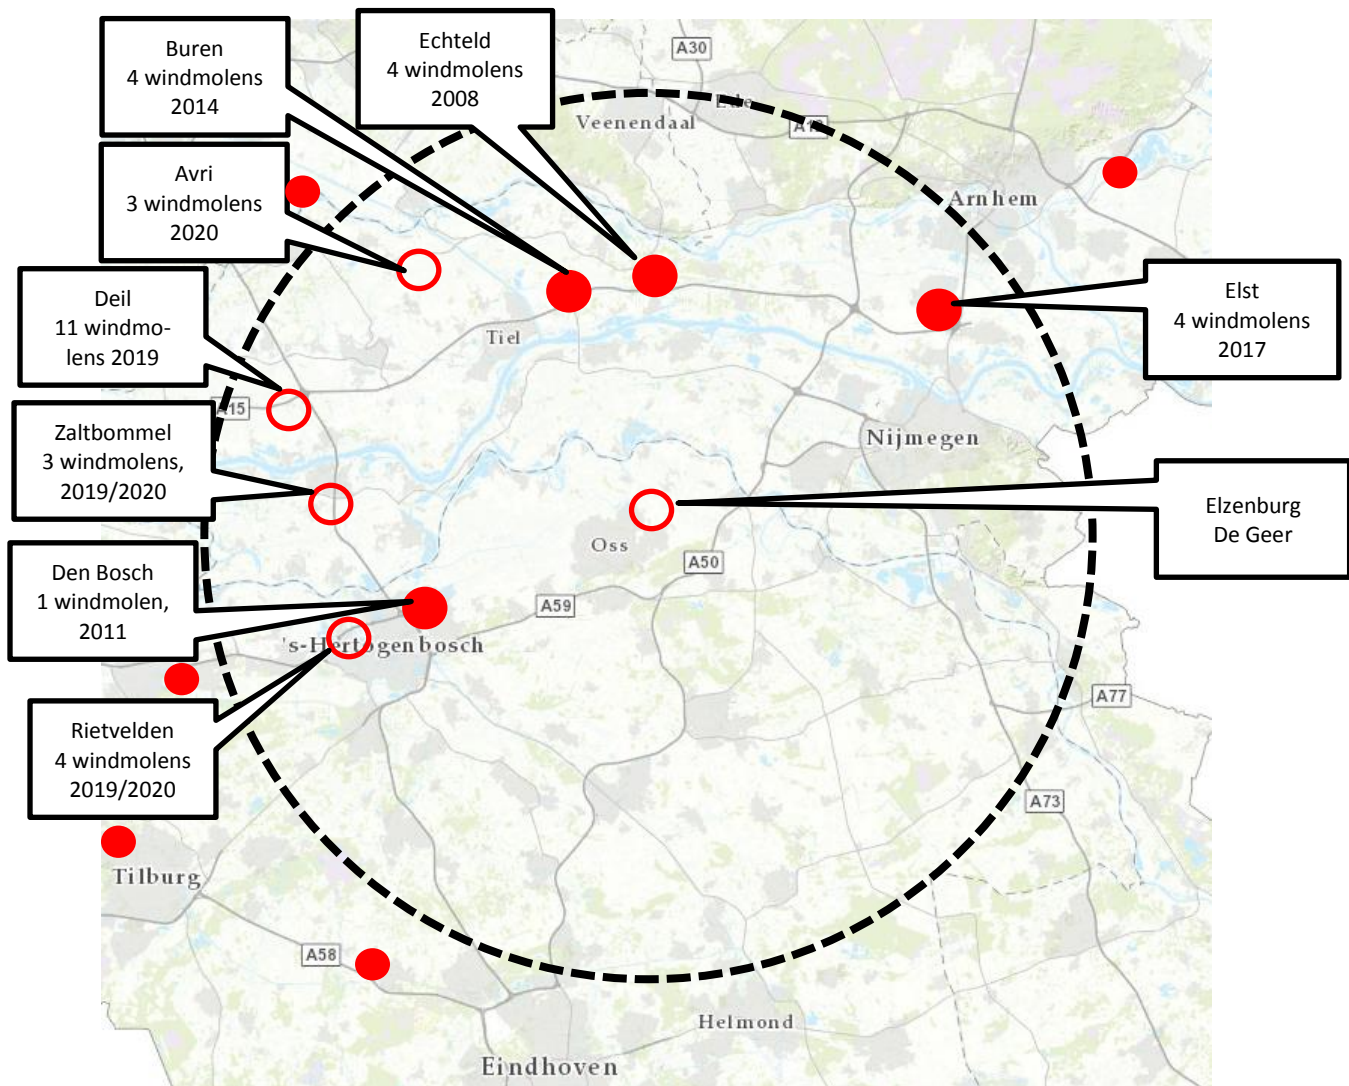 Buren
4 windmolens
2014
Echteld
4 windmolens
2008
A30
Ede
Veenendaal
A12
Avri
3 windmolens
2020
Arnhem
Deil
11 windmo-
lens 2019
Elst
4 windmolens
2017
Tiel
A15
Zaltbommel
3 windmolens,
2019/2020
Nijmegen
Elzenburg
De Geer
Oss
A50
Den Bosch
1 windmolen,
2011
A59
's-Hertogenbosch
A77
Rietvelden
4 windmolens
2019/2020
A73
Tilburg
A58
Helmond
Eindhoven